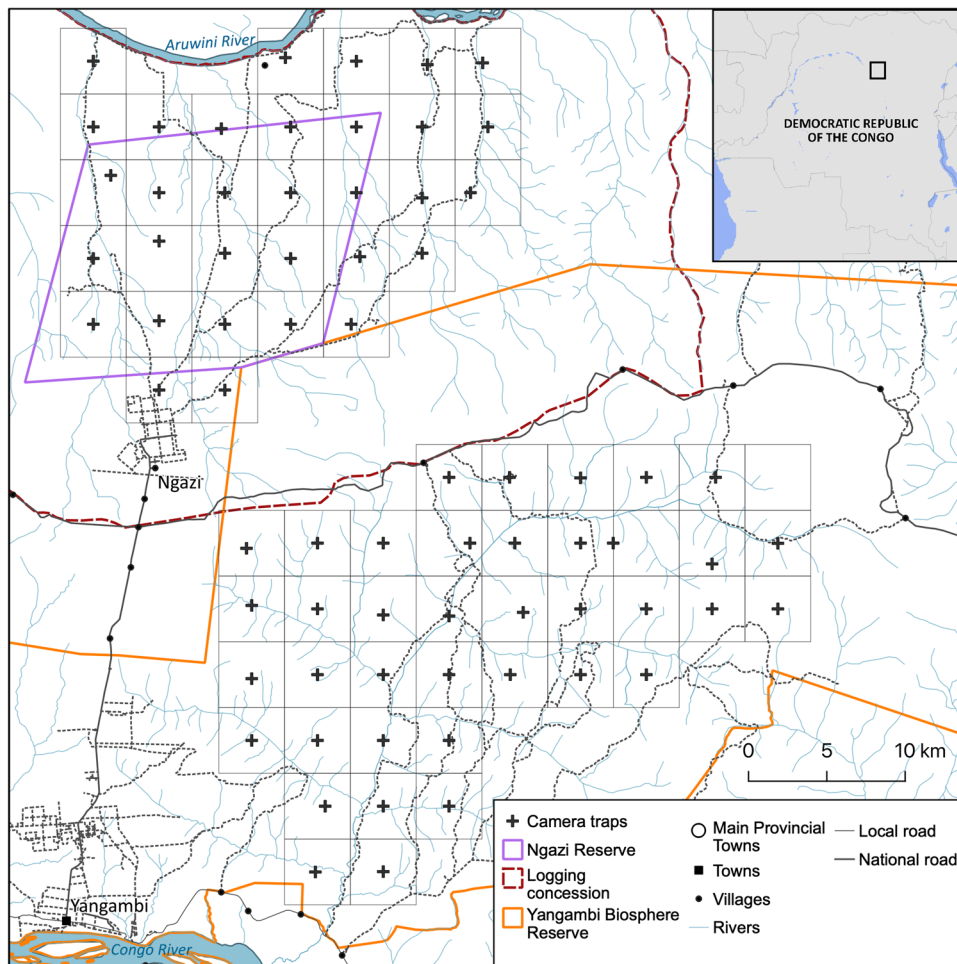 Aruwini River
DEMOCRATIC REPUBLIC
OF THE CONGO
Ngazi
Yangambi
Congo River
0 5 10 km
Camera traps
Ngazi Reserve
Logging
concession
Yangambi Biosphere
Reserve
Main Provincial
Towns
Towns
Villages
Rivers
Local road
National road